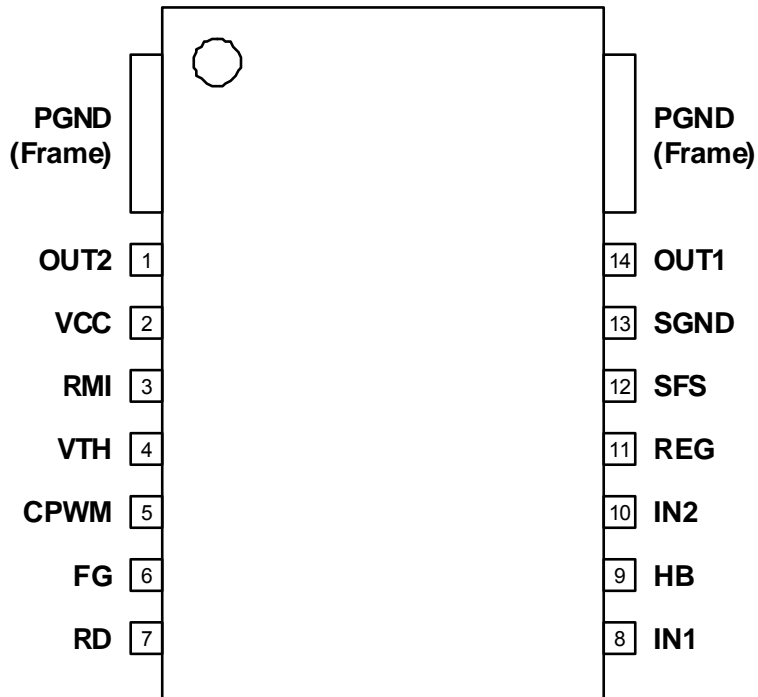 PGND
(Frame)
PGND
(Frame)
OUT2 1
14 OUT1
VCC 2
13 SGND
RMI 3
12 SFS
VTH 4
11 REG
CPWM 5
10 IN2
FG 6
9 HB
RD 7
8 IN1